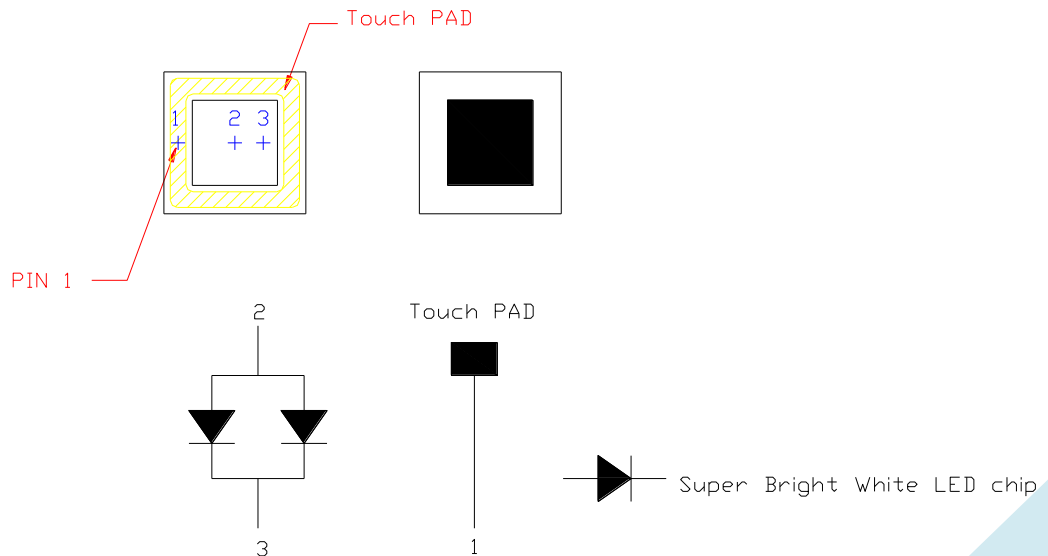 Touch PAD
1 2 3
PIN 1
2
Touch PAD
Super Bright White LED chip
3
1